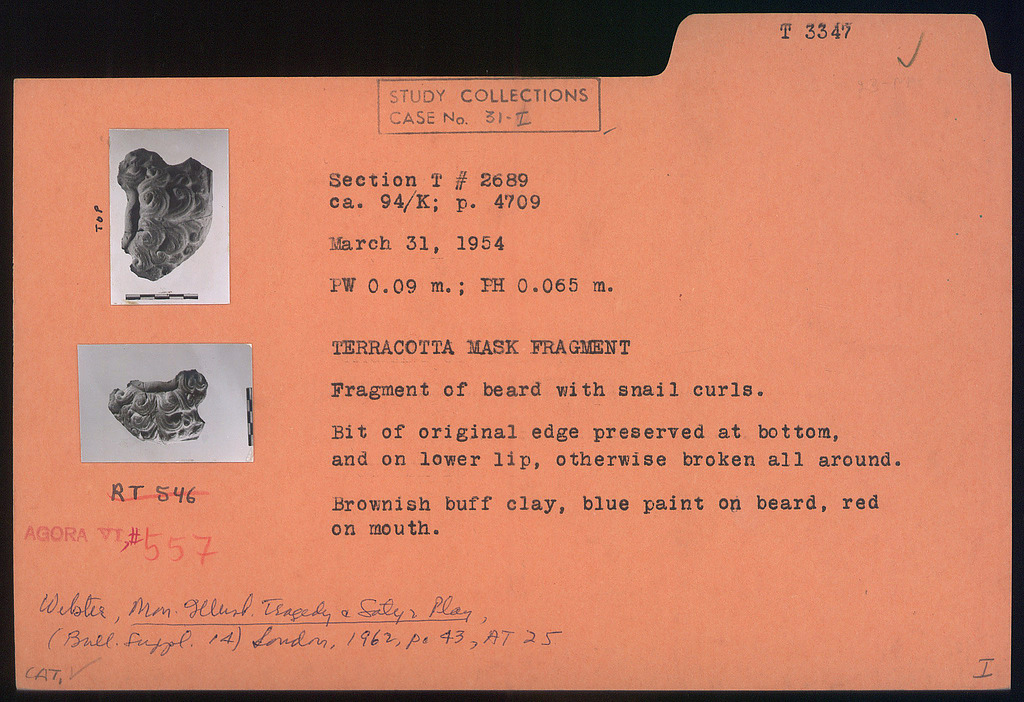 T 3347
STUDY COLLECTIONS
CASE No. 31-I
TOP
Section T # 2689
ca. 94/K; p. 4709
March 31, 1954
PW 0.09 m.; PH 0.065 m.
TERRACOTTA MASK FRAGMENT
Fragment of beard with snail curls.
Bit of original edge preserved at bottom,
and on lower lip, otherwise broken all around.
Brownish buff clay, blue paint on beard, red
on mouth.
RT 546
AGORA VI, #557
Webster, Mon. Illust. Tragedy & Satyr Play,
(Bull. Suppl. 14) London, 1962, p. 43, AT 25
CAT.
I